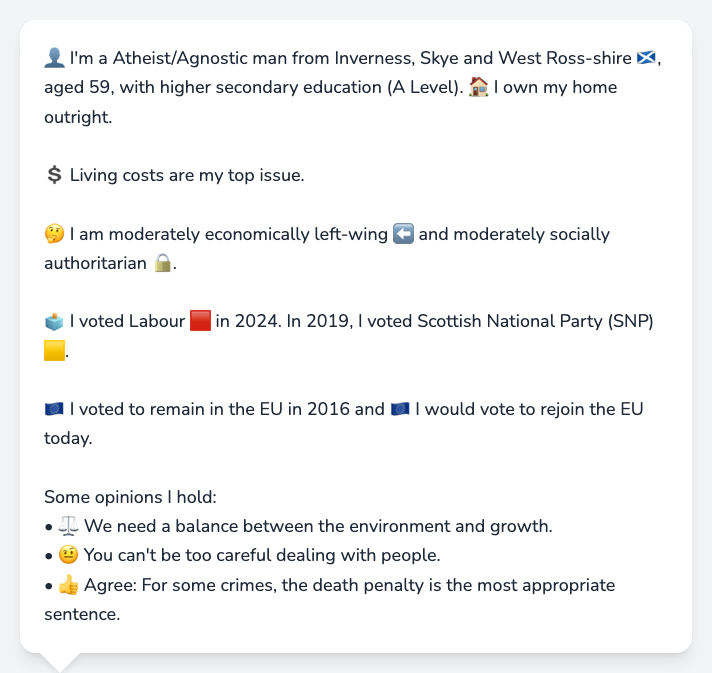 👤 I'm a Atheist/Agnostic man from Inverness, Skye and West Ross-shire 🏴󠁧󠁢󠁳󠁣󠁴󠁿,
aged 59, with higher secondary education (A Level). 🏠 I own my home
outright.
💲 Living costs are my top issue.
🤔 I am moderately economically left-wing ⬅️ and moderately socially
authoritarian 🔒.
🗳️ I voted Labour 🟥 in 2024. In 2019, I voted Scottish National Party (SNP)
🟨.
🇪🇺 I voted to remain in the EU in 2016 and 🇪🇺 I would vote to rejoin the EU
today.
Some opinions I hold:
• ⚖️ We need a balance between the environment and growth.
• 🤨 You can't be too careful dealing with people.
• 👍 Agree: For some crimes, the death penalty is the most appropriate
sentence.